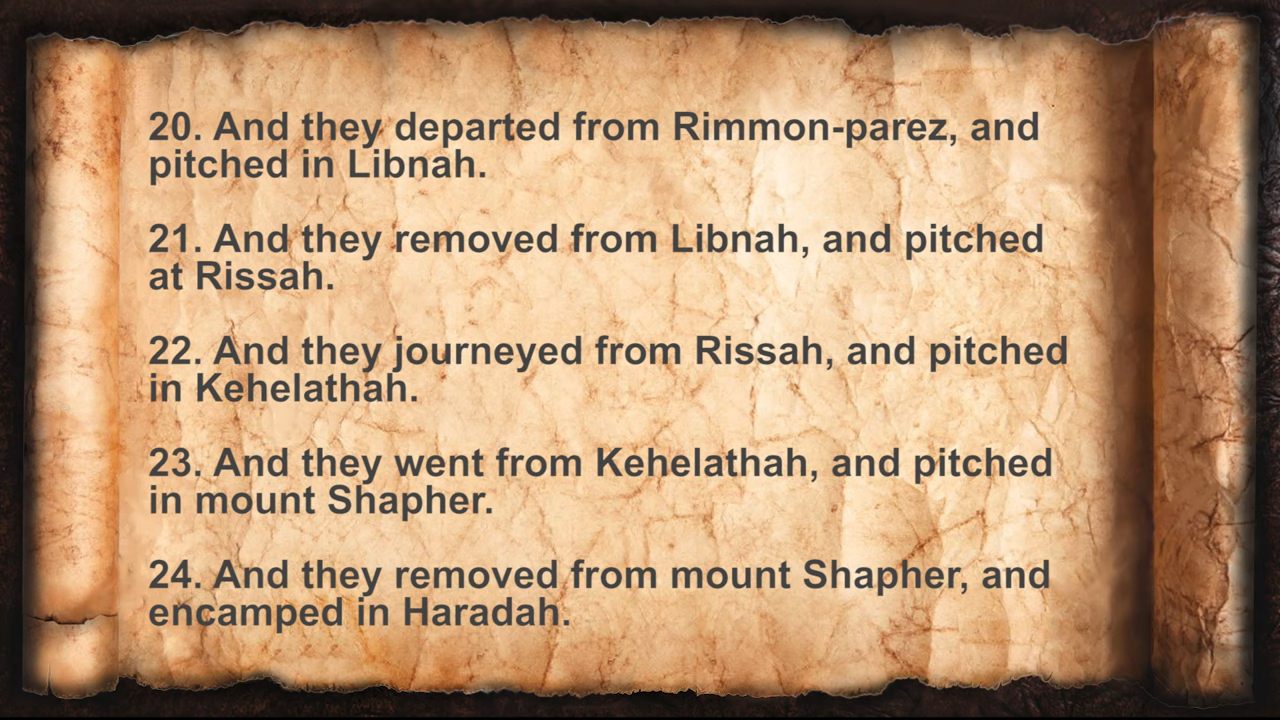 20. And they departed from Rimmon-parez, and
pitched in Libnah.
21. And they removed from Libnah, and pitched
at Rissah.
22. And they journeyed from Rissah, and pitched
in Kehelathah.
23. And they went from Kehelathah, and pitched
in mount Shapher.
24. And they removed from mount Shapher, and
encamped in Haradah.